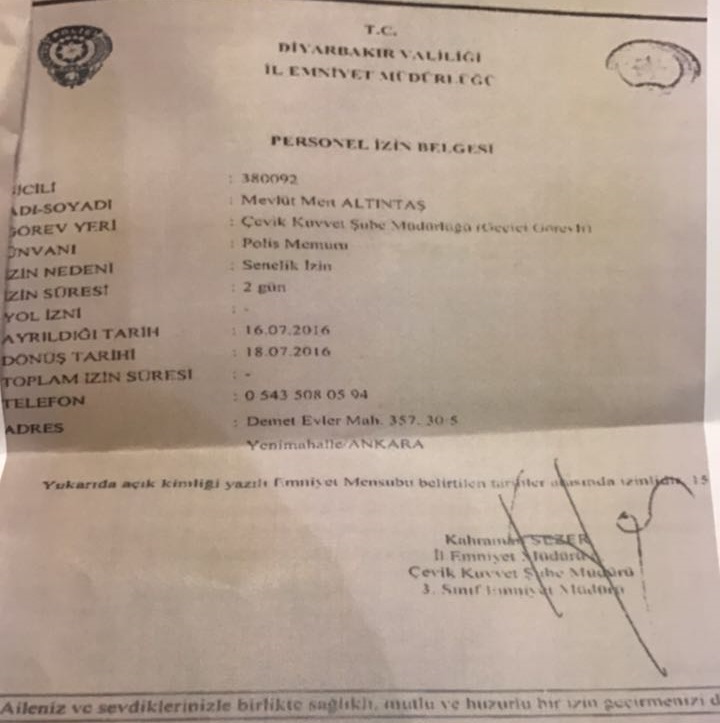 T.C.
DİYARBAKIR VALİLİĞİ
İL EMNİYET MÜDÜRLÜĞÜ
PERSONEL İZİN BELGESİ
SİCİLİ : 380092
ADI-SOYADI : Mevlüt Mert ALTINTAŞ
GÖREV YERİ : Çevik Kuvvet Şube Müdürlüğü (Geçici Görevli)
ÜNVANI : Polis Memuru
İZİN NEDENİ : Senelik İzin
İZİN SÜRESİ : 2 gün
YOL İZNİ : -
AYRILDIĞI TARİH : 16.07.2016
DÖNÜŞ TARİHİ : 18.07.2016
TOPLAM İZİN SÜRESİ : -
TELEFON : 0 543 508 05 94
ADRES : Demet Evler Mah. 357. 30/5
Yenimahalle/ANKARA
Yukarıda açık kimliği yazılı Emniyet Mensubu belirtilen tarihler arasında izinlidir. 15
Kahraman SEZER
İl Emniyet Müdürü
Çevik Kuvvet Şube Müdürü
3. Sınıf Emniyet Müdürü
Aileniz ve sevdiklerinizle birlikte sağlıklı, mutlu ve huzurlu bir izin geçirmenizi d